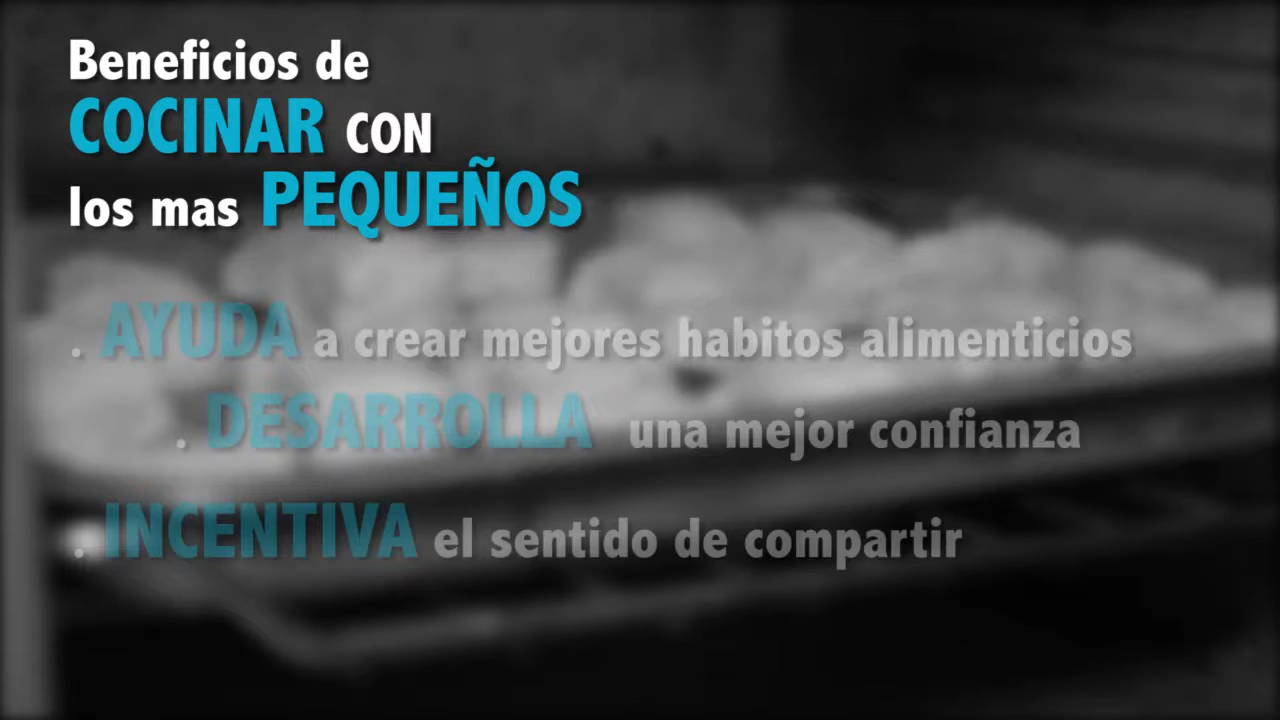 Beneficios de
COCINAR CON
los mas PEQUEÑOS
. AYUDA a crear mejores habitos alimenticios
. DESARROLLA una mejor confianza
. INCENTIVA el sentido de compartir